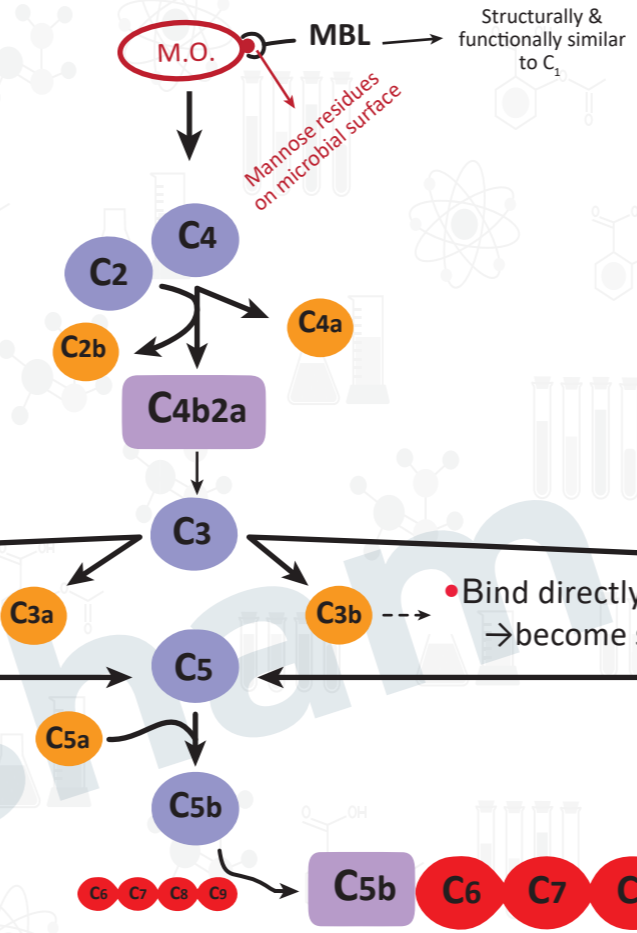 Structurally &
functionally similar
to C1
MBL
M.O.
Mannose residues
on microbial surface
C4
C2
C4a
C2b
C4b2a
C3
C3a
C3b
•Bind directly
→become
C5
C5a
C5b
C6 C7 C8 C9
C5b C6 C7 C
ham